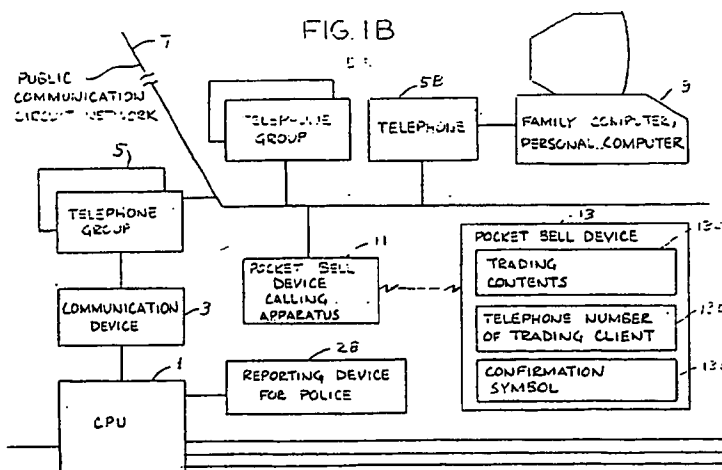 FIG. 1B
7
PUBLIC
COMMUNICATION
CIRCUIT NETWORK
5
TELEPHONE
GROUP
TELEPHONE
GROUP
5B
TELEPHONE
9
FAMILY COMPUTER,
PERSONAL COMPUTER
COMMUNICATION
DEVICE
3
11
POCKET BELL
DEVICE
CALLING
APPARATUS
13
POCKET BELL DEVICE
TRADING
CONTENTS
TELEPHONE NUMBER
OF TRADING CLIENT
CONFIRMATION
SYMBOL
1
CPU
28
REPORTING DEVICE
FOR POLICE